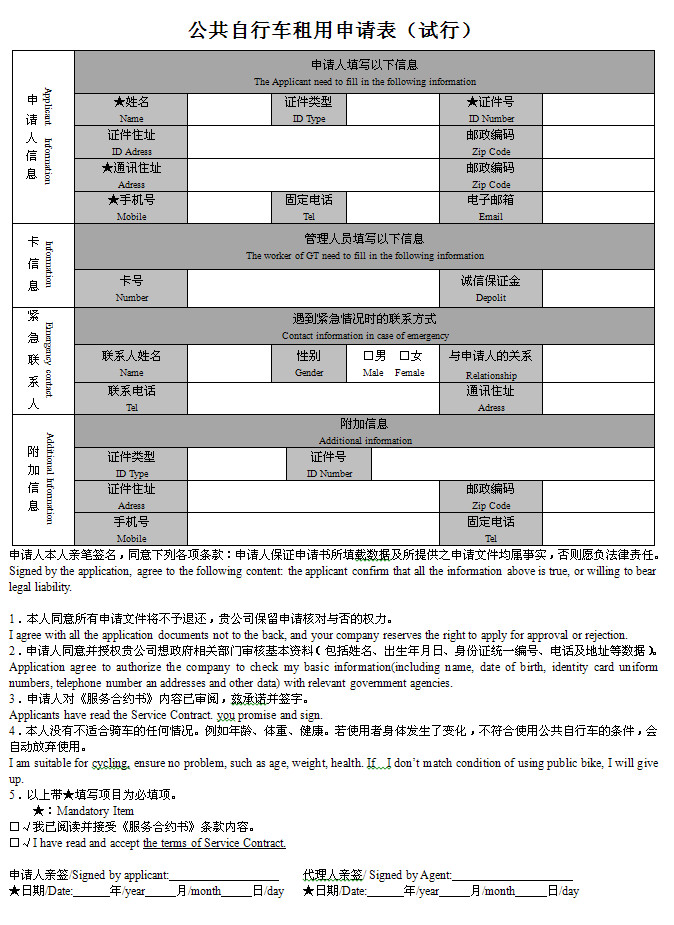 公共自行车租用申请表（试行）
申请人信息
Applicant Information
申请人填写以下信息
The Applicant need to fill in the following information
★姓名
Name
证件类型
ID Type
★证件号
ID Number
证件住址
ID Adress
邮政编码
Zip Code
★通讯住址
Adress
邮政编码
Zip Code
★手机号
Mobile
固定电话
Tel
电子邮箱
Email
卡信息
Information
管理人员填写以下信息
The worker of GT need to fill in the following information
卡号
Number
诚信保证金
Depolit
紧急联系人
Emergency contact
遇到紧急情况时的联系方式
Contact information in case of emergency
联系人姓名
Name
性别
Gender
□男 □女
Male Female
与申请人的关系
Relationship
联系电话
Tel
通讯住址
Adress
附加信息
Additional Information
附加信息
Additional information
证件类型
ID Type
证件号
ID Number
证件住址
Adress
邮政编码
Zip Code
手机号
Mobile
固定电话
Tel
申请人本人亲笔签名，同意下列各项条款：申请人保证申请书所填载数据及所提供之申请文件均属事实，否则愿负法律责任。
Signed by the application, agree to the following content: the applicant confirm that all the information above is true, or willing to bear
legal liability.
1．本人同意所有申请文件将不予退还，贵公司保留申请核对与否的权力。
I agree with all the application documents not to the back, and your company reserves the right to apply for approval or rejection.
2．申请人同意并授权贵公司想政府相关部门审核基本资料（包括姓名、出生年月日、身份证统一编号、电话及地址等数据）。
Application agree to authorize the company to check my basic information(including name, date of birth, identity card uniform
numbers, telephone number an addresses and other data) with relevant government agencies.
3．申请人对《服务合约书》内容已审阅，兹承诺并签字。
Applicants have read the Service Contract. you promise and sign.
4．本人没有不适合骑车的任何情况。例如年龄、体重、健康。若使用者身体发生了变化，不符合使用公共自行车的条件，会
自动放弃使用。
I am suitable for cycling, ensure no problem, such as age, weight, health. If I don’t match condition of using public bike, I will give
up.
5．以上带★填写项目为必填项。
★：Mandatory Item
□√我已阅读并接受《服务合约书》条款内容。
□√I have read and accept the terms of Service Contract.
申请人亲签/Signed by applicant:____________________ 代理人亲签/ Signed by Agent:____________________
★日期/Date:______年/year_____月/month_____日/day ★日期/Date:______年/year_____月/month_____日/day